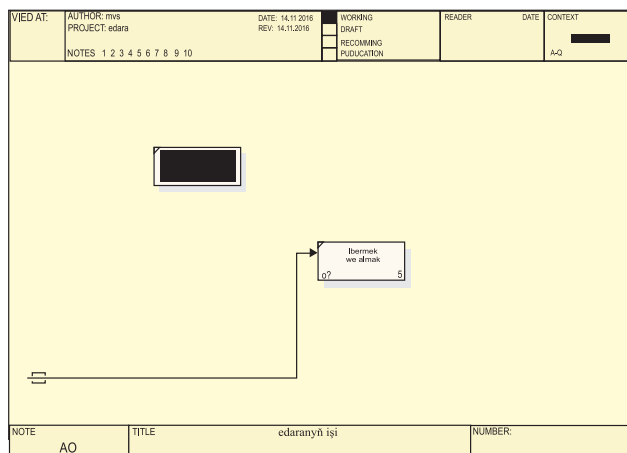 VIED AT:
AUTHOR: mvs
PROJECT: edara
DATE: 14.11 2016
REV: 14.11.2016
NOTES 1 2 3 4 5 6 7 8 9 10
WORKING
DRAFT
RECOMMING
PUDUCATION
READER DATE
CONTEXT
A-Q
Ibermek
we almak
o? 5
NOTE
AO
TITLE
edaranyň işi
NUMBER: